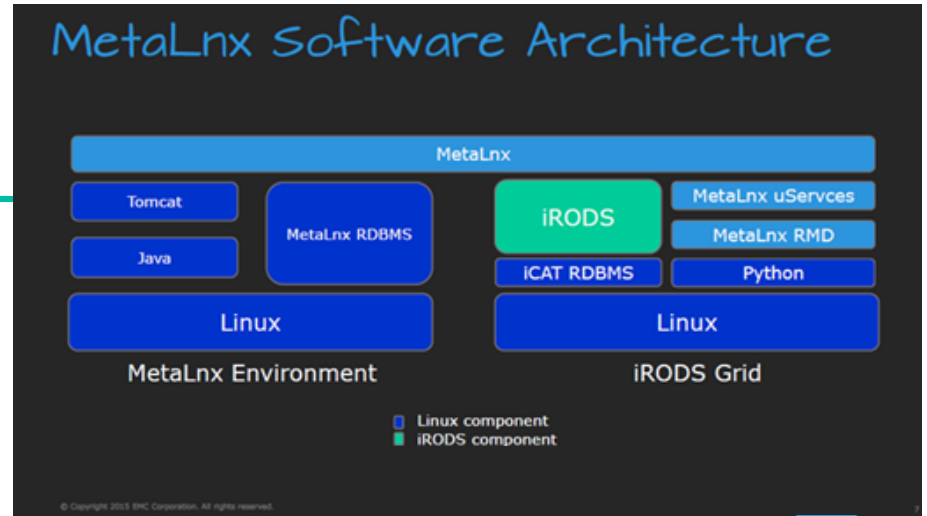 MetaLnx Software Architecture
MetaLnx
Tomcat
Java
MetaLnx RDBMS
Linux
MetaLnx Environment
iRODS
MetaLnx uServces
MetaLnx RMD
iCAT RDBMS
Python
Linux
iRODS Grid
Linux component
iRODS component
© Copyright 2015 EMC Corporation. All rights reserved.
7